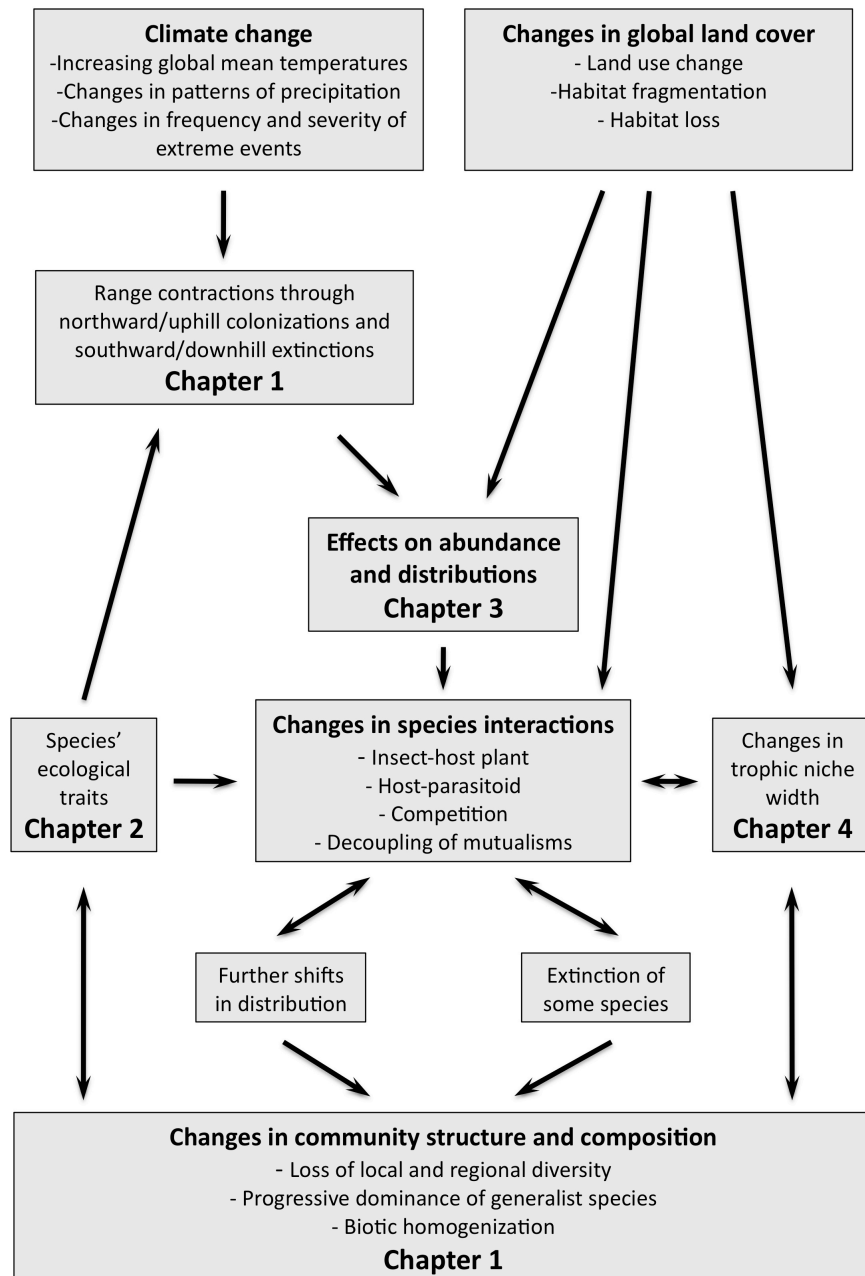 Climate change
-Increasing global mean temperatures
-Changes in patterns of precipitation
-Changes in frequency and severity of
extreme events
Changes in global land cover
- Land use change
-Habitat fragmentation
- Habitat loss
Range contractions through
northward/uphill colonizations and
southward/downhill extinctions
Chapter 1
Effects on abundance
and distributions
Chapter 3
Species’
ecological
traits
Chapter 2
Changes in species interactions
- Insect-host plant
- Host-parasitoid
- Competition
- Decoupling of mutualisms
Changes in
trophic niche
width
Chapter 4
Further shifts
in distribution
Extinction of
some species
Changes in community structure and composition
- Loss of local and regional diversity
- Progressive dominance of generalist species
- Biotic homogenization
Chapter 1